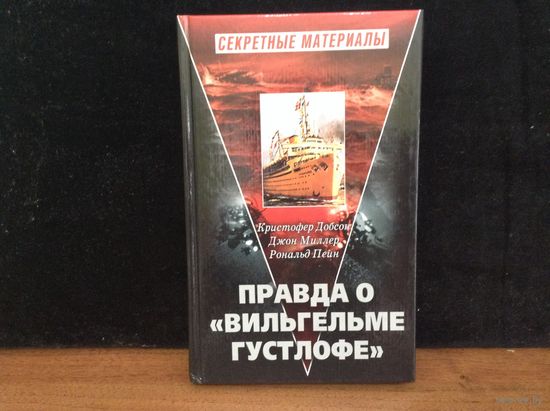 СЕКРЕТНЫЕ МАТЕРИАЛЫ
Кристофер Добсон
Джон Миллер
Рональд Пейн
ПРАВДА О
«ВИЛЬГЕЛЬМЕ
ГУСТЛОФЕ»